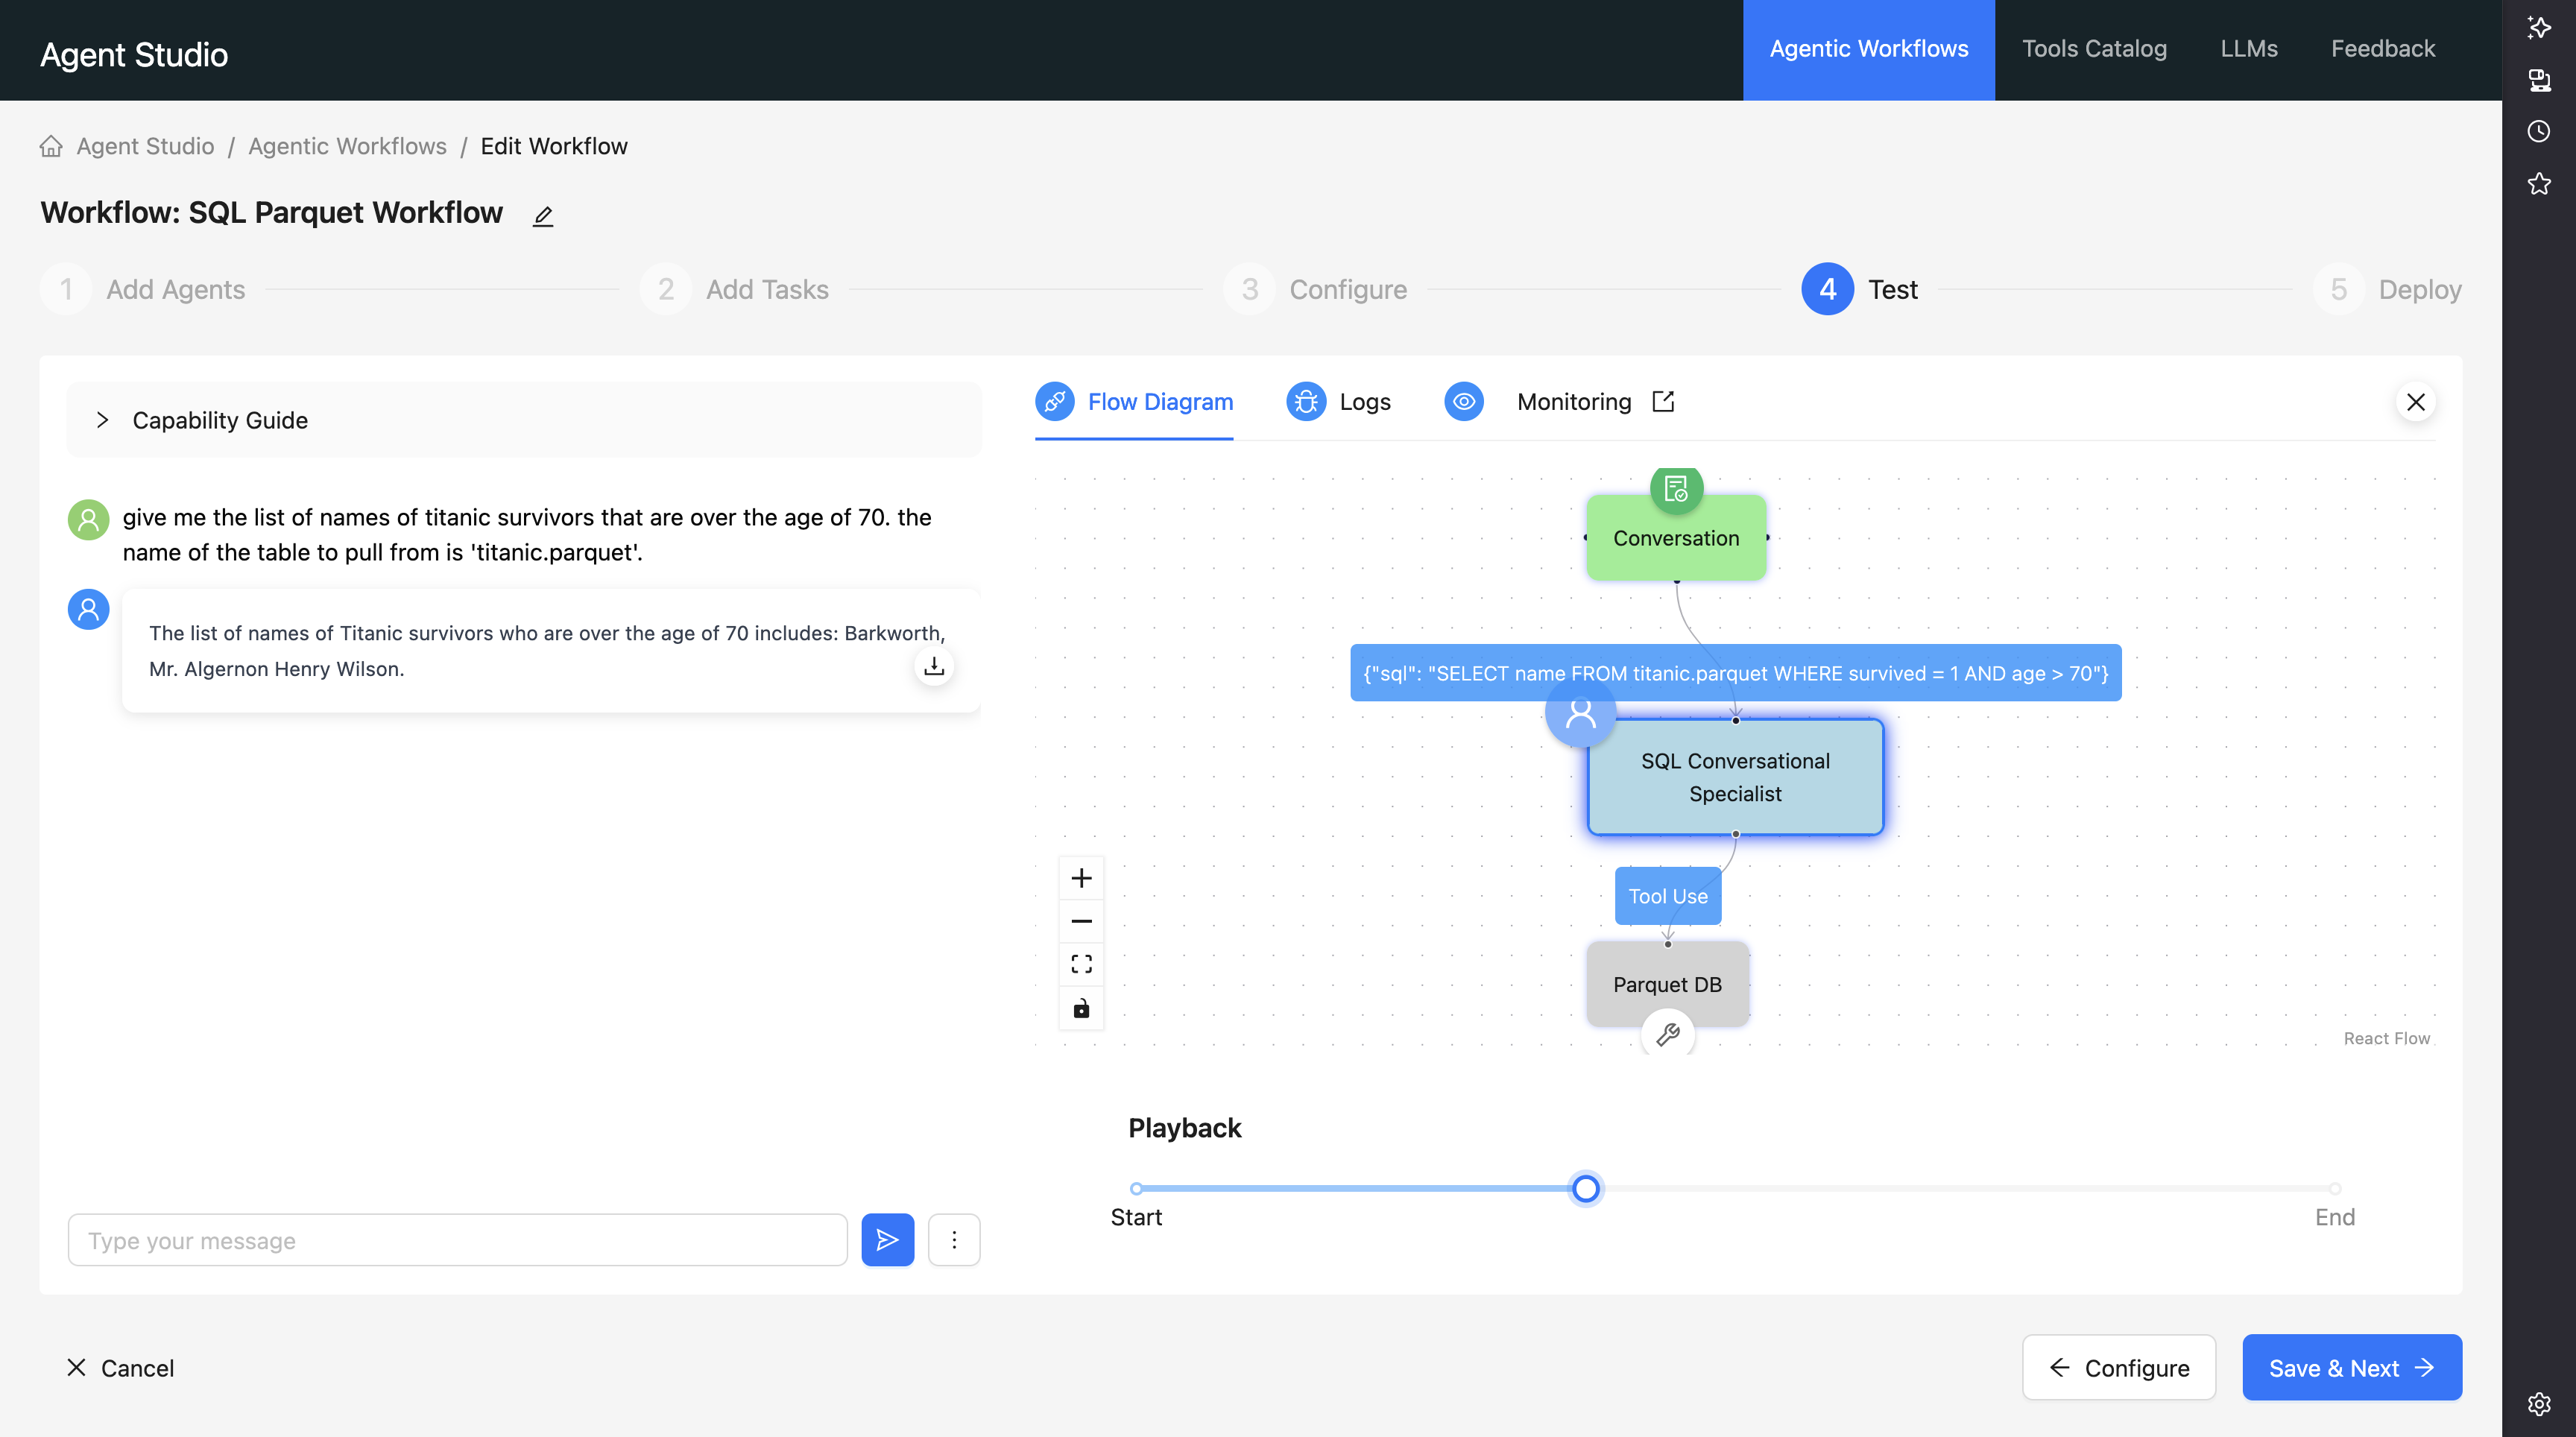 Agent Studio
Agentic Workflows
Tools Catalog
LLMs
Feedback
Agent Studio / Agentic Workflows / Edit Workflow
Workflow: SQL Parquet Workflow
1 Add Agents
2 Add Tasks
3 Configure
4 Test
5 Deploy
Capability Guide
give me the list of names of titanic survivors that are over the age of 70. the
name of the table to pull from is 'titanic.parquet'.
The list of names of Titanic survivors who are over the age of 70 includes: Barkworth,
Mr. Algernon Henry Wilson.
Type your message
Flow Diagram
Logs
Monitoring
Conversation
{"sql": "SELECT name FROM titanic.parquet WHERE survived = 1 AND age > 70"}
SQL Conversational
Specialist
Tool Use
Parquet DB
React Flow
Playback
Start
End
Cancel
Configure
Save & Next